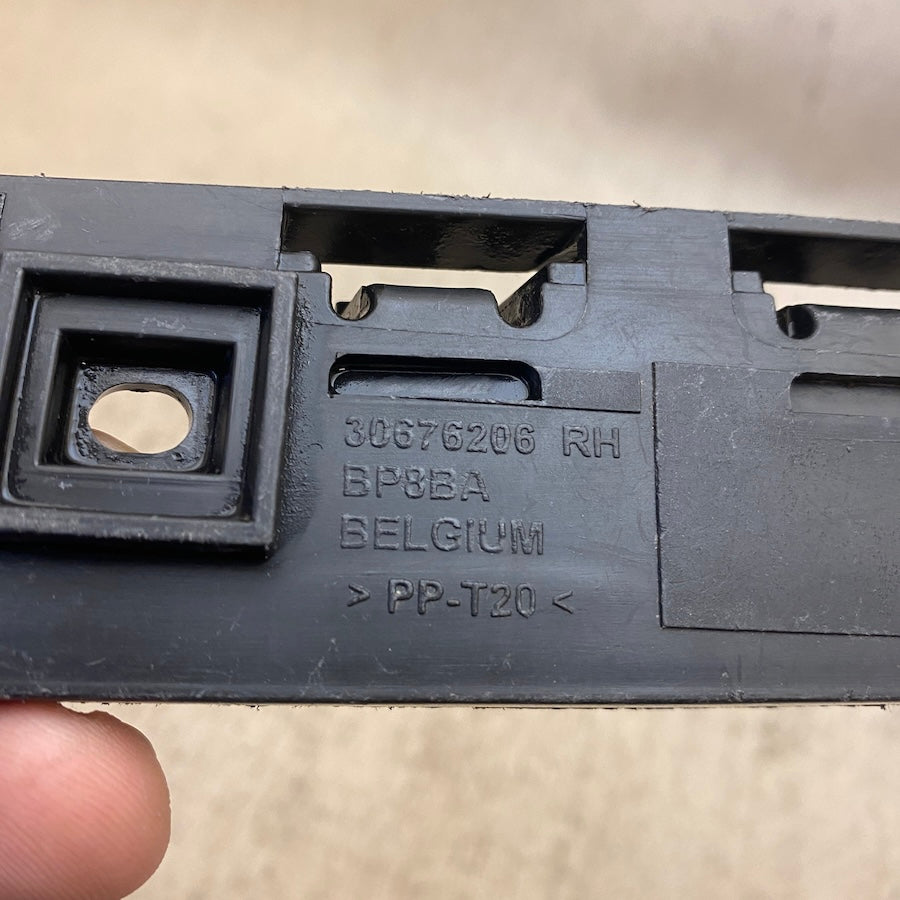 30676206 RH
BP8BA
BELGIUM
> PP-T20 <